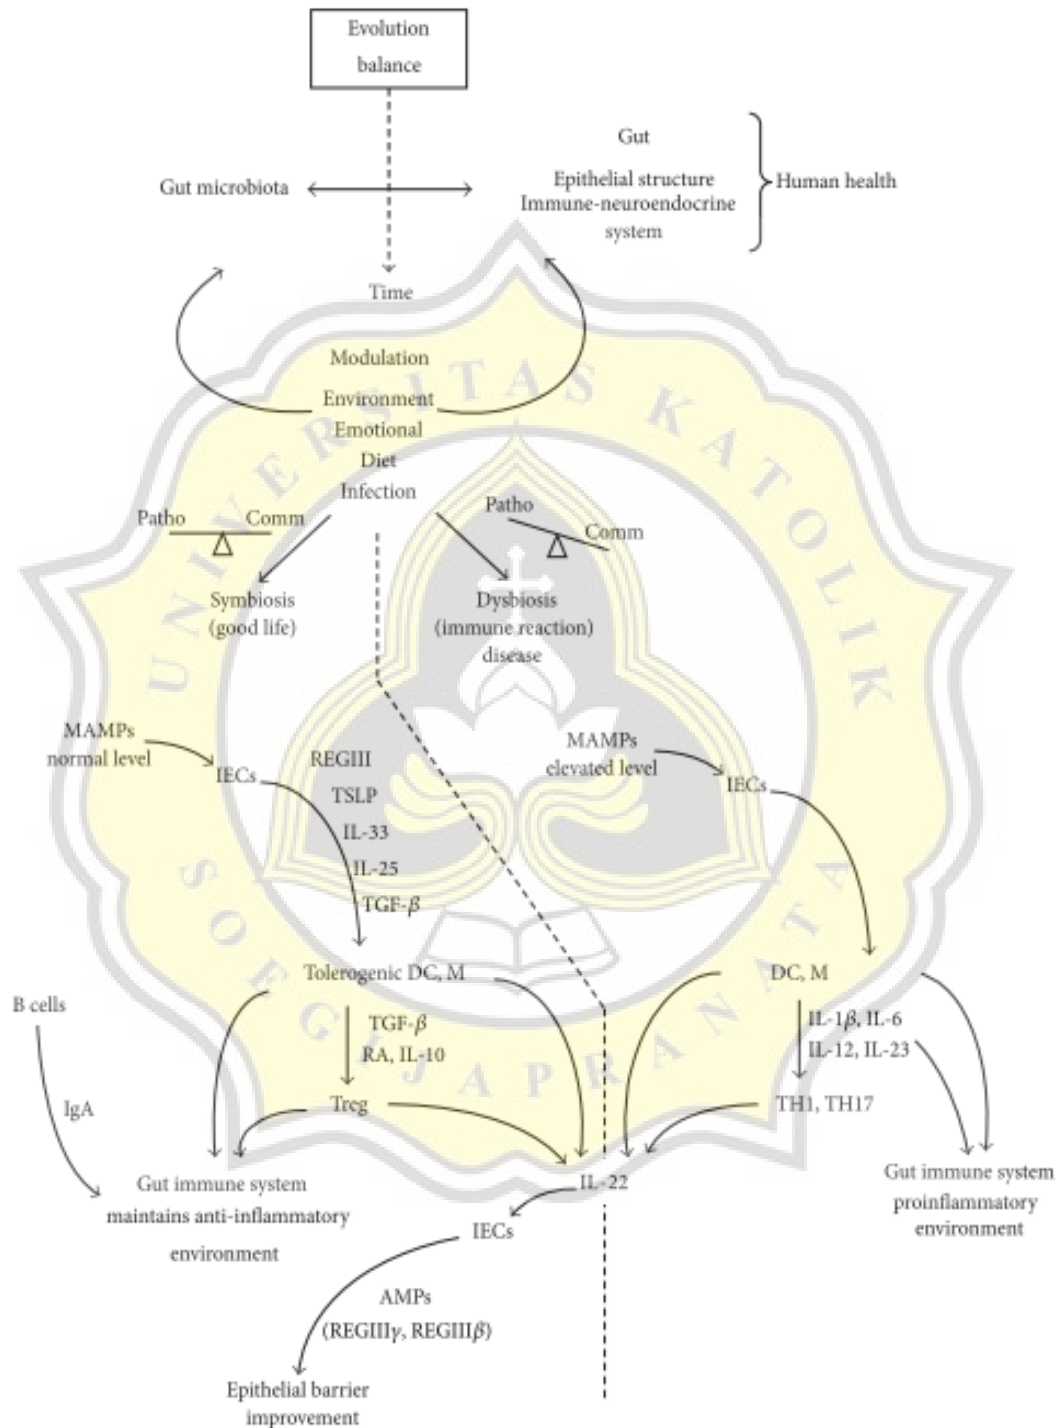 Evolution
balance
Gut microbiota
Gut
Epithelial structure
Immune-neuroendocrine
system
Human health
Time
Modulation
Environment
Emotional
Diet
Infection
Patho
Comm
Patho
Comm
Symbiosis
(good life)
Dysbiosis
(immune reaction)
disease
MAMPs
normal level
IECs
REGIII
TSLP
IL-33
IL-25
TGF-β
MAMPs
elevated level
IECs
Tolerogenic DC, M
DC, M
B cells
TGF-β
RA, IL-10
IL-1β, IL-6
IL-12, IL-23
IgA
Treg
TH1, TH17
Gut immune system
maintains anti-inflammatory
environment
IL-22
Gut immune system
proinflammatory
environment
IECs
AMPs
(REGIIIγ, REGIIIβ)
Epithelial barrier
improvement
UNIVERSITAS KATOLIK
SOEGIJAPRANATA